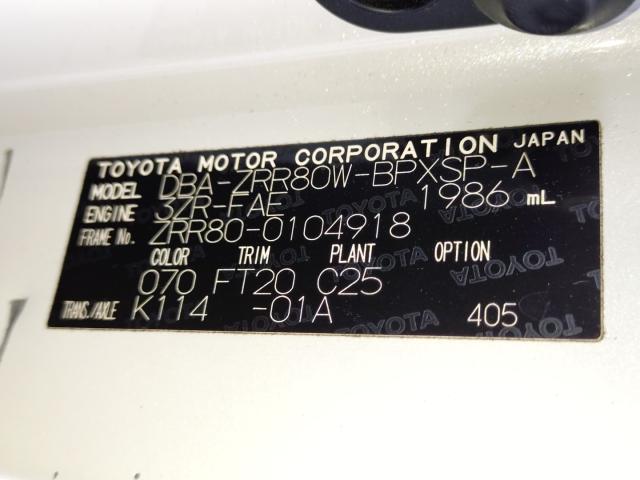 TOYOTA MOTOR CORPORATION JAPAN
MODEL DBA-ZRR80W-BPXSP-A
ENGINE 3ZR-FAE 1986 mL
FRAME No. ZRR80-0104918
COLOR TRIM PLANT OPTION
070 FT20 C25
TRANS./AXLE K114 -01A 405